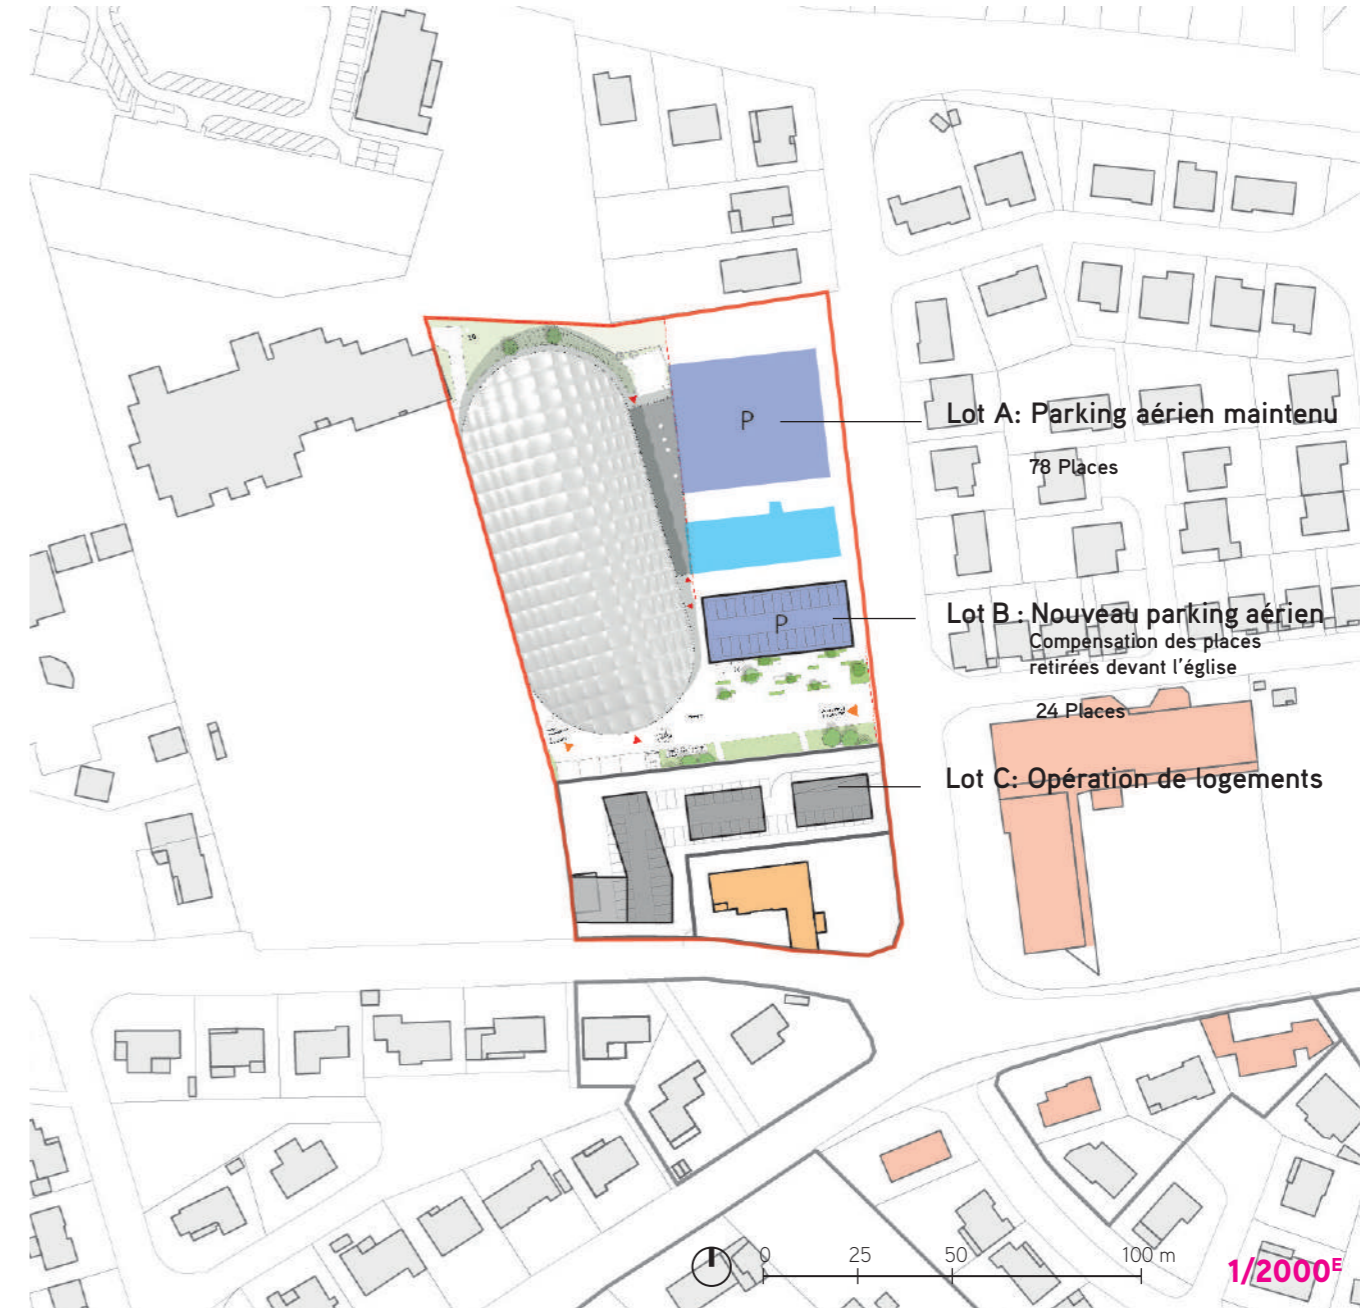 P
Lot A: Parking aérien maintenu
78 Places
Lot B : Nouveau parking aérien
P
Compensation des places
retirées devant l'église
24 Places
Lot C: Opération de logements
0 25 50 100 m
1/2000E